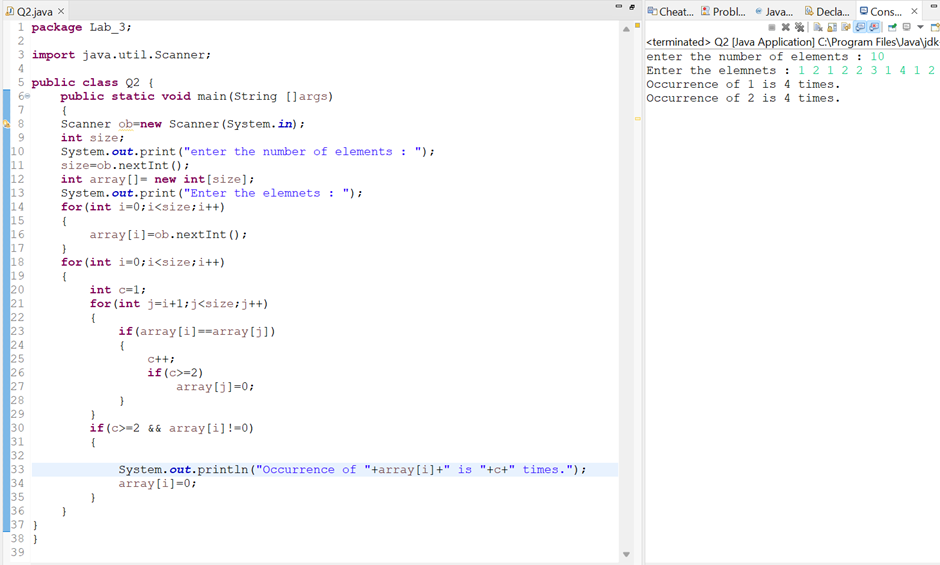 Q2.java
1 package Lab_3;
2
3 import java.util.Scanner;
4
5 public class Q2 {
6 public static void main(String []args)
7 {
8 Scanner ob=new Scanner(System.in);
9 int size;
10 System.out.print("enter the number of elements : ");
11 size=ob.nextInt();
12 int array[]= new int[size];
13 System.out.print("Enter the elemnets : ");
14 for(int i=0;i<size;i++)
15 {
16 array[i]=ob.nextInt();
17 }
18 for(int i=0;i<size;i++)
19 {
20 int c=1;
21 for(int j=i+1;j<size;j++)
22 {
23 if(array[i]==array[j])
24 {
25 c++;
26 if(c>=2)
27 array[j]=0;
28 }
29 }
30 if(c>=2 && array[i]!=0)
31 {
32
33 System.out.println("Occurrence of "+array[i]+" is "+c+" times.");
34 array[i]=0;
35 }
36 }
37 }
38 }
39
Cheat... Probl... Java... Decla... Cons...
<terminated> Q2 [Java Application] C:\Program Files\Java\jdk
enter the number of elements : 10
Enter the elemnets : 1 2 1 2 2 3 1 4 1 2
Occurrence of 1 is 4 times.
Occurrence of 2 is 4 times.